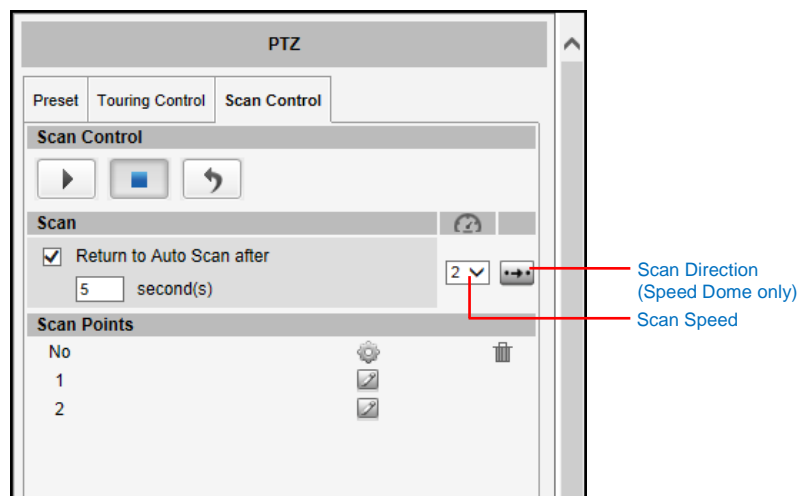 PTZ
Preset Touring Control Scan Control
Scan Control
Scan
Return to Auto Scan after
5 second(s)
2
Scan Direction
(Speed Dome only)
Scan Speed
Scan Points
No
1
2